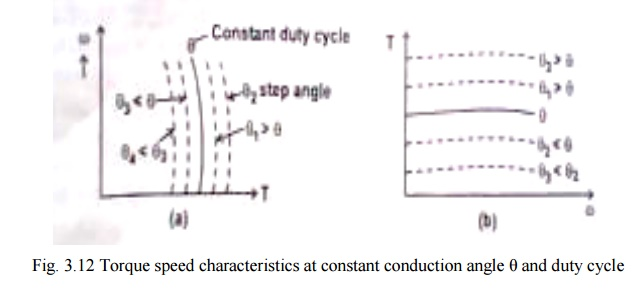 ω
Constant duty cycle
θ
θ₃ < θ
θ₂ step angle
θ₁ > θ
θ₄ < θ₃
T
(a)
T
θ₂ > θ
θ₁ > θ
θ
θ₂ < θ
θ₃ < θ₂
(b)
Fig. 3.12 Torque speed characteristics at constant conduction angle θ and duty cycle